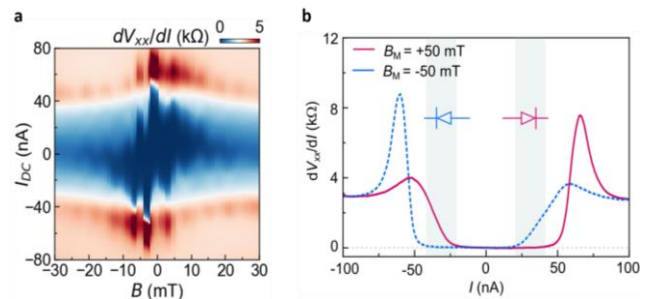 a
dVxx/dI (kΩ) 0 5
80
40
0
−40
−80
IDC (nA)
−30 −20 −10 0 10 20 30
B (mT)
b
BM = +50 mT
BM = -50 mT
12
8
4
0
dVxx/dI (kΩ)
-100 -50 0 50 100
I (nA)